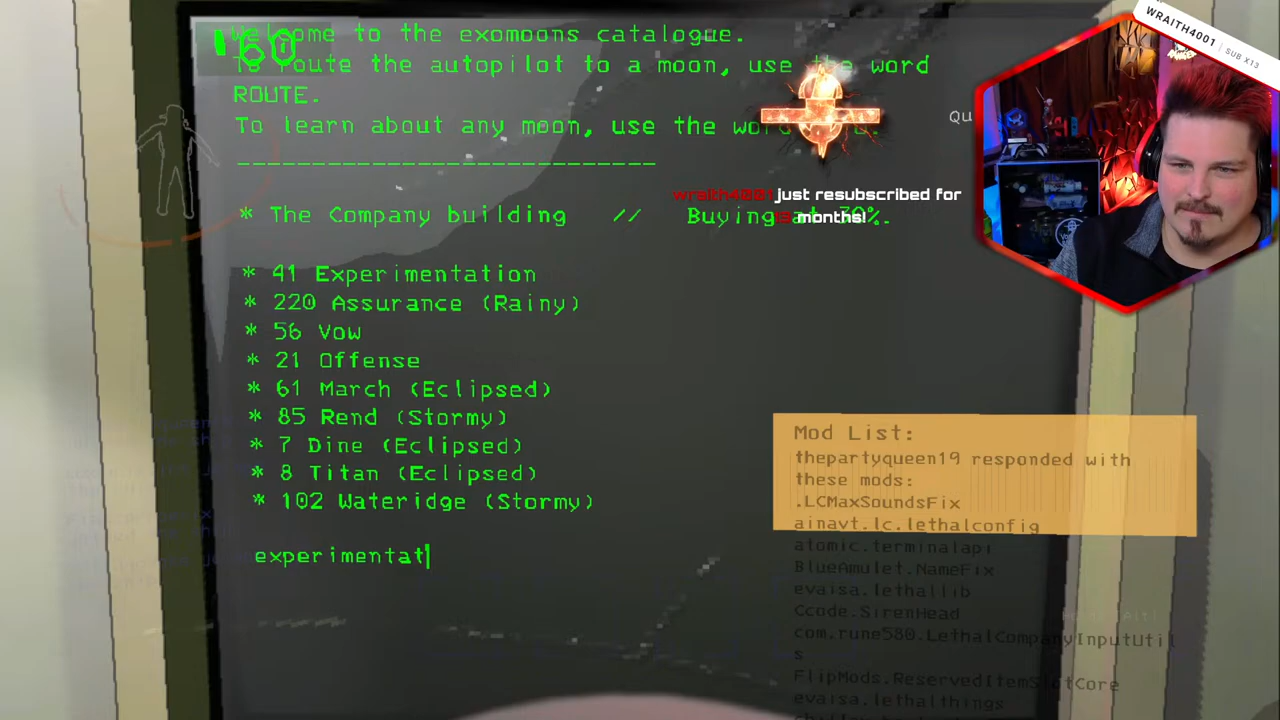 Welcome to the exomoons catalogue.
'60
To route the autopilot to a moon, use the word
ROUTE.
To learn about any moon, use the word
----------------------------
* The Company building // Buying at 30%.
* 41 Experimentation
* 220 Assurance (Rainy)
* 56 Vow
* 21 Offense
* 61 March (Eclipsed)
* 85 Rend (Stormy)
* 7 Dine (Eclipsed)
* 8 Titan (Eclipsed)
* 102 Wateridge (Stormy)
experimentat
Qu
wraith4001 just resubscribed for
months!
WRAITH4001 | SUB X13
Mod List:
thepartyqueen19 responded with
these mods:
.LCMaxSoundsFix
ainavt.lc.lethalconfig
atomic.terminalapi
BlueAmulet.NameFix
evaisa.lethallib
Ccode.SirenHead
com.rune580.LethalCompanyInputUtil
s
FlipMods.ReservedItemSlotCore
evaisa.lethalthings